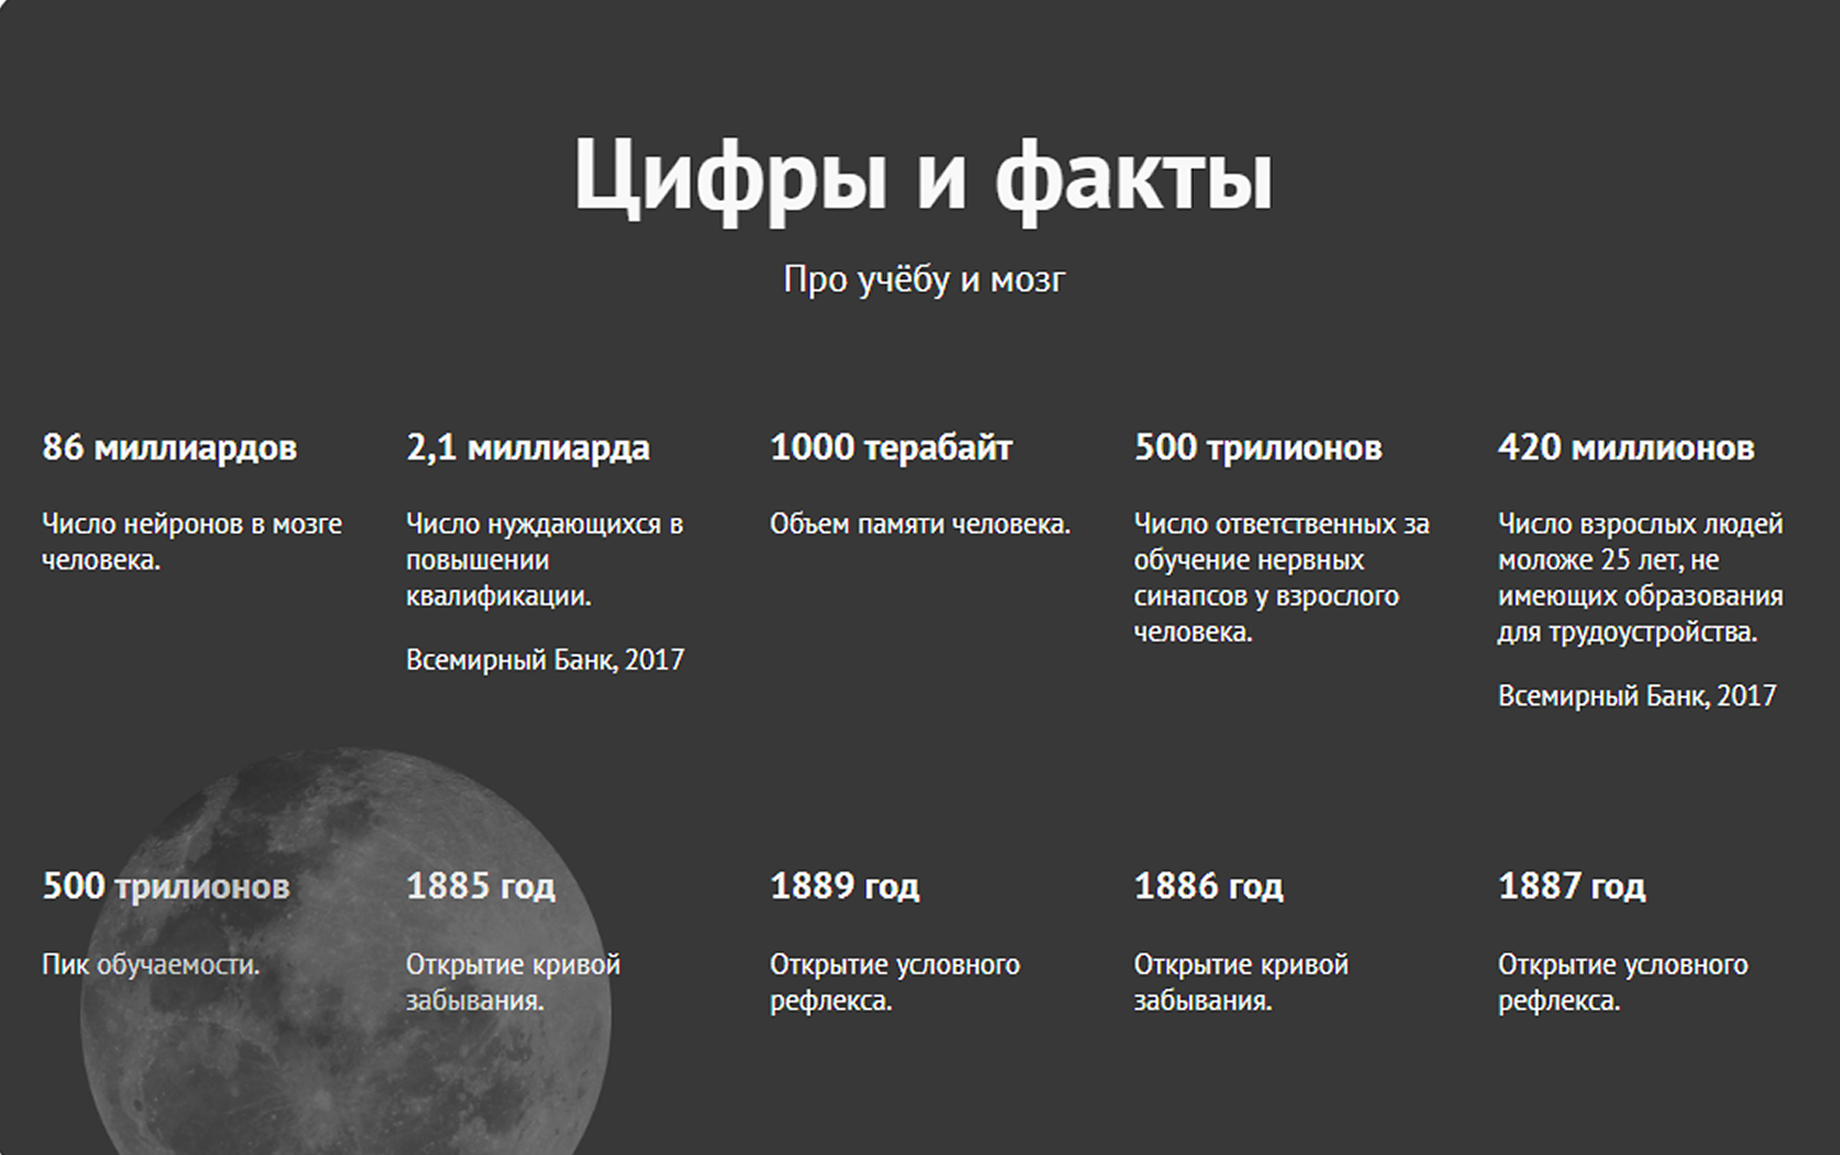 Цифры и факты
Про учёбу и мозг
86 миллиардов
Число нейронов в мозге
человека.
2,1 миллиарда
Число нуждающихся в
повышении
квалификации.
Всемирный Банк, 2017
1000 терабайт
Объем памяти человека.
500 трилионов
Число ответственных за
обучение нервных
синапсов у взрослого
человека.
420 миллионов
Число взрослых людей
моложе 25 лет, не
имеющих образования
для трудоустройства.
Всемирный Банк, 2017
500 трилионов
Пик обучаемости.
1885 год
Открытие кривой
забывания.
1889 год
Открытие условного
рефлекса.
1886 год
Открытие кривой
забывания.
1887 год
Открытие условного
рефлекса.